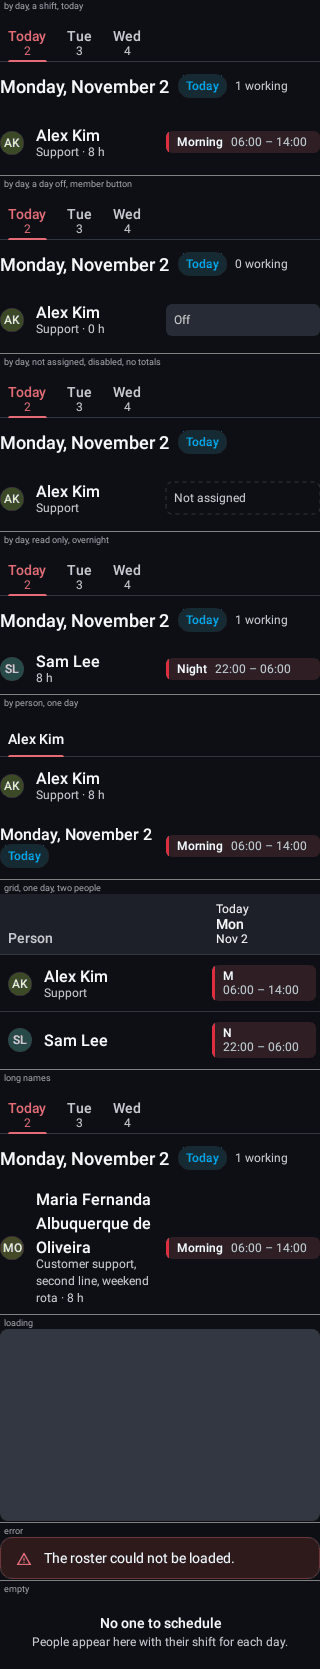 by day, a shift, today
Today Tue Wed
2 3 4
Monday, November 2 Today 1 working
AK Alex Kim Morning 06:00 – 14:00
Support · 8 h
by day, a day off, member button
Today Tue Wed
2 3 4
Monday, November 2 Today 0 working
AK Alex Kim Off
Support · 0 h
by day, not assigned, disabled, no totals
Today Tue Wed
2 3 4
Monday, November 2 Today
AK Alex Kim Not assigned
Support
by day, read only, overnight
Today Tue Wed
2 3 4
Monday, November 2 Today 1 working
SL Sam Lee Night 22:00 – 06:00
8 h
by person, one day
Alex Kim
AK Alex Kim
Support · 8 h
Monday, November 2 Morning 06:00 – 14:00
Today
grid, one day, two people
Today
Mon
Person Nov 2
AK Alex Kim M
Support 06:00 – 14:00
SL Sam Lee N
22:00 – 06:00
long names
Today Tue Wed
2 3 4
Monday, November 2 Today 1 working
Maria Fernanda
Albuquerque de
MO Oliveira Morning 06:00 – 14:00
Customer support,
second line, weekend
rota · 8 h
loading
error
The roster could not be loaded.
empty
No one to schedule
People appear here with their shift for each day.